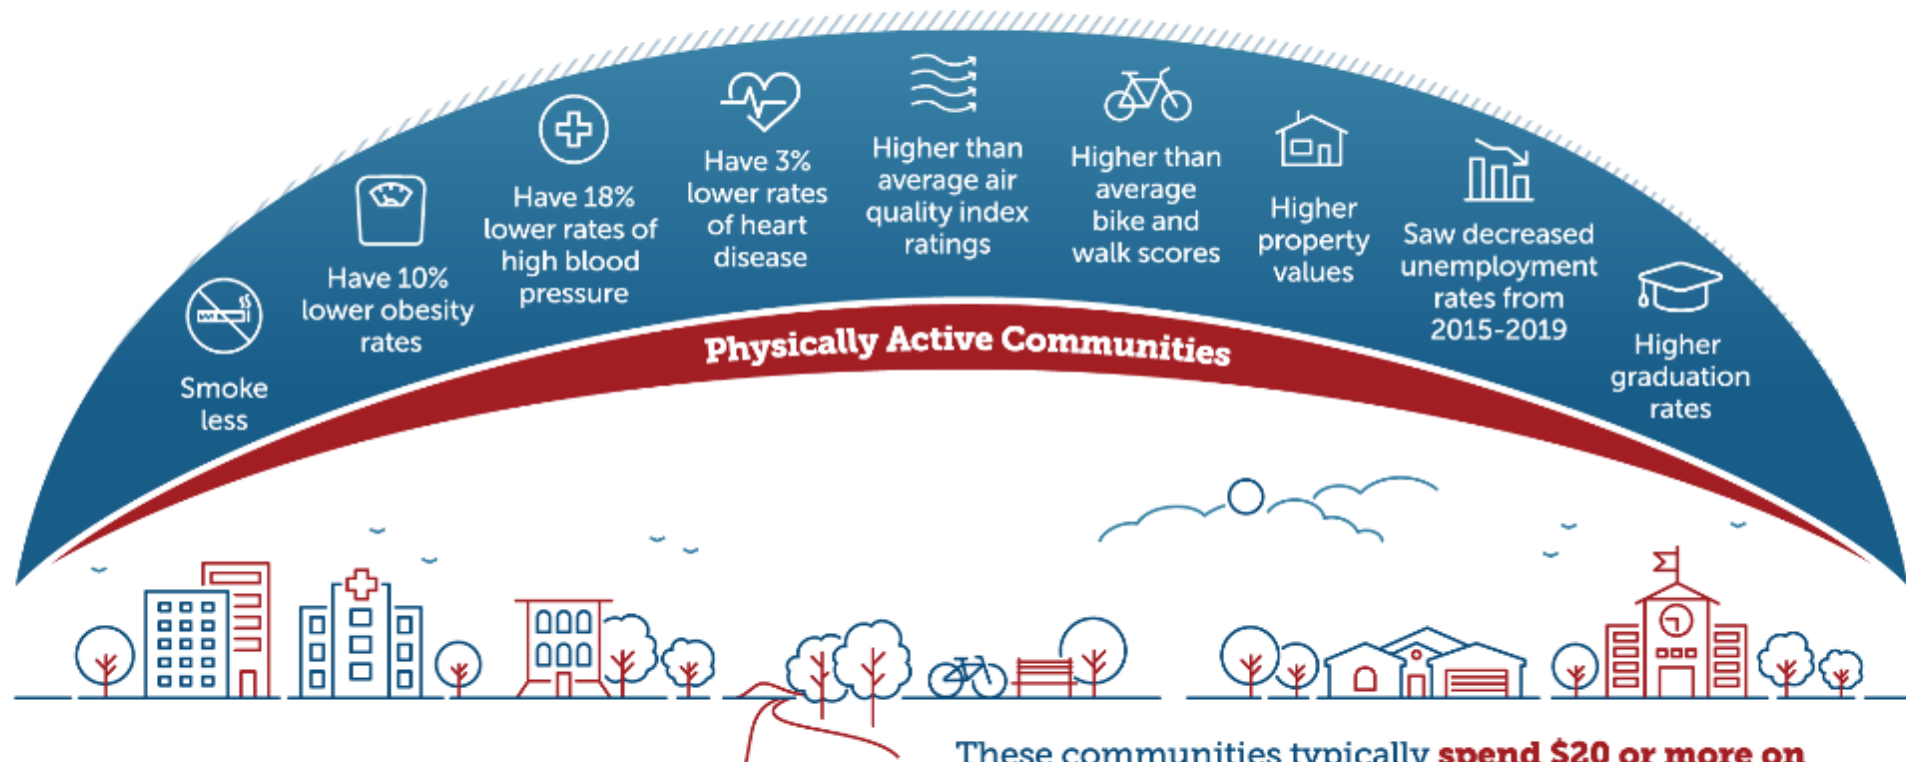 Smoke
less
Have 10%
lower obesity
rates
Have 18%
lower rates of
high blood
pressure
Have 3%
lower rates
of heart
disease
Higher than
average air
quality index
ratings
Higher than
average
bike and
walk scores
Higher
property
values
Saw decreased
unemployment
rates from
2015-2019
Higher
graduation
rates
Physically Active Communities
These communities typically spend $20 or more on